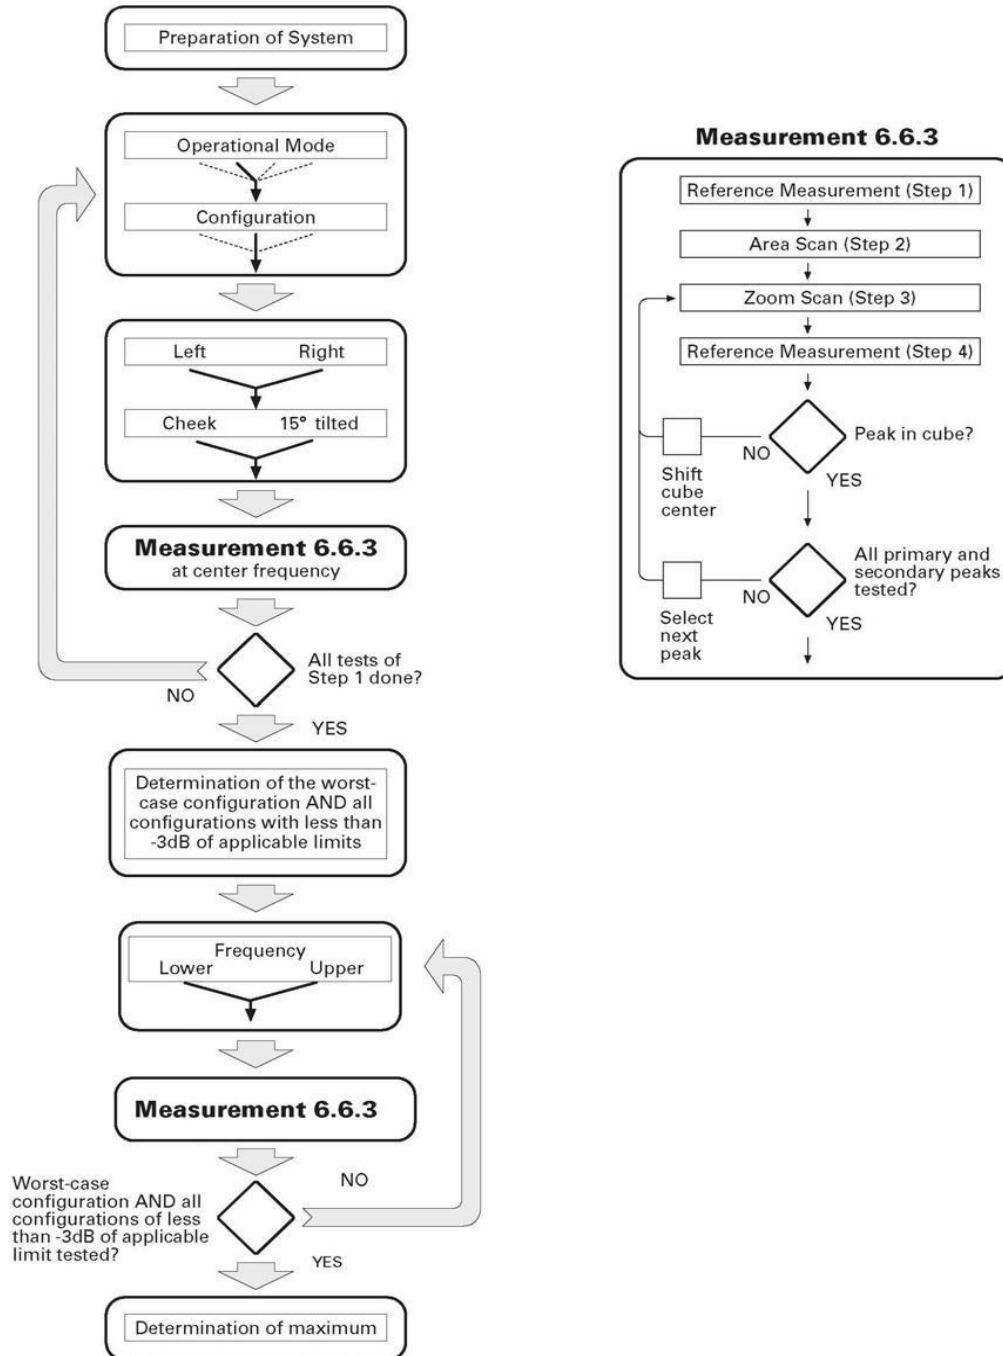 Preparation of System
Operational Mode
Configuration
Left Right
Cheek 15° tilted
Measurement 6.6.3
at center frequency
All tests of
Step 1 done?
NO
YES
Determination of the worst-
case configuration AND all
configurations with less than
-3dB of applicable limits
Frequency
Lower Upper
Measurement 6.6.3
Worst-case
configuration AND all
configurations of less
than -3dB of applicable
limit tested?
NO
YES
Determination of maximum
Measurement 6.6.3
Reference Measurement (Step 1)
Area Scan (Step 2)
Zoom Scan (Step 3)
Reference Measurement (Step 4)
Peak in cube?
NO
YES
Shift
cube
center
All primary and
secondary peaks
tested?
NO
YES
Select
next
peak